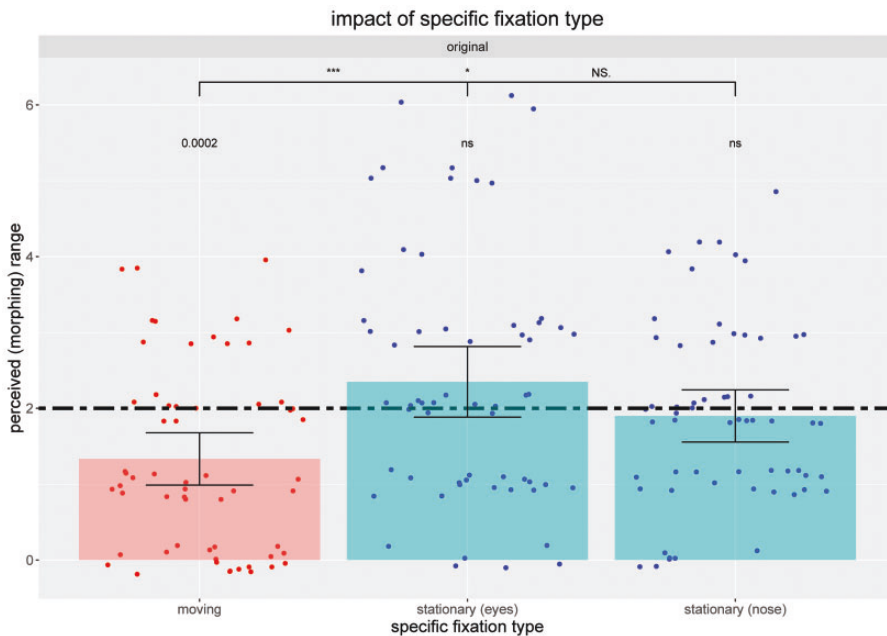 impact of specific fixation type
original
*** * NS.
0.0002 ns ns
6
4
2
0
perceived (morphing) range
moving stationary (eyes) stationary (nose)
specific fixation type